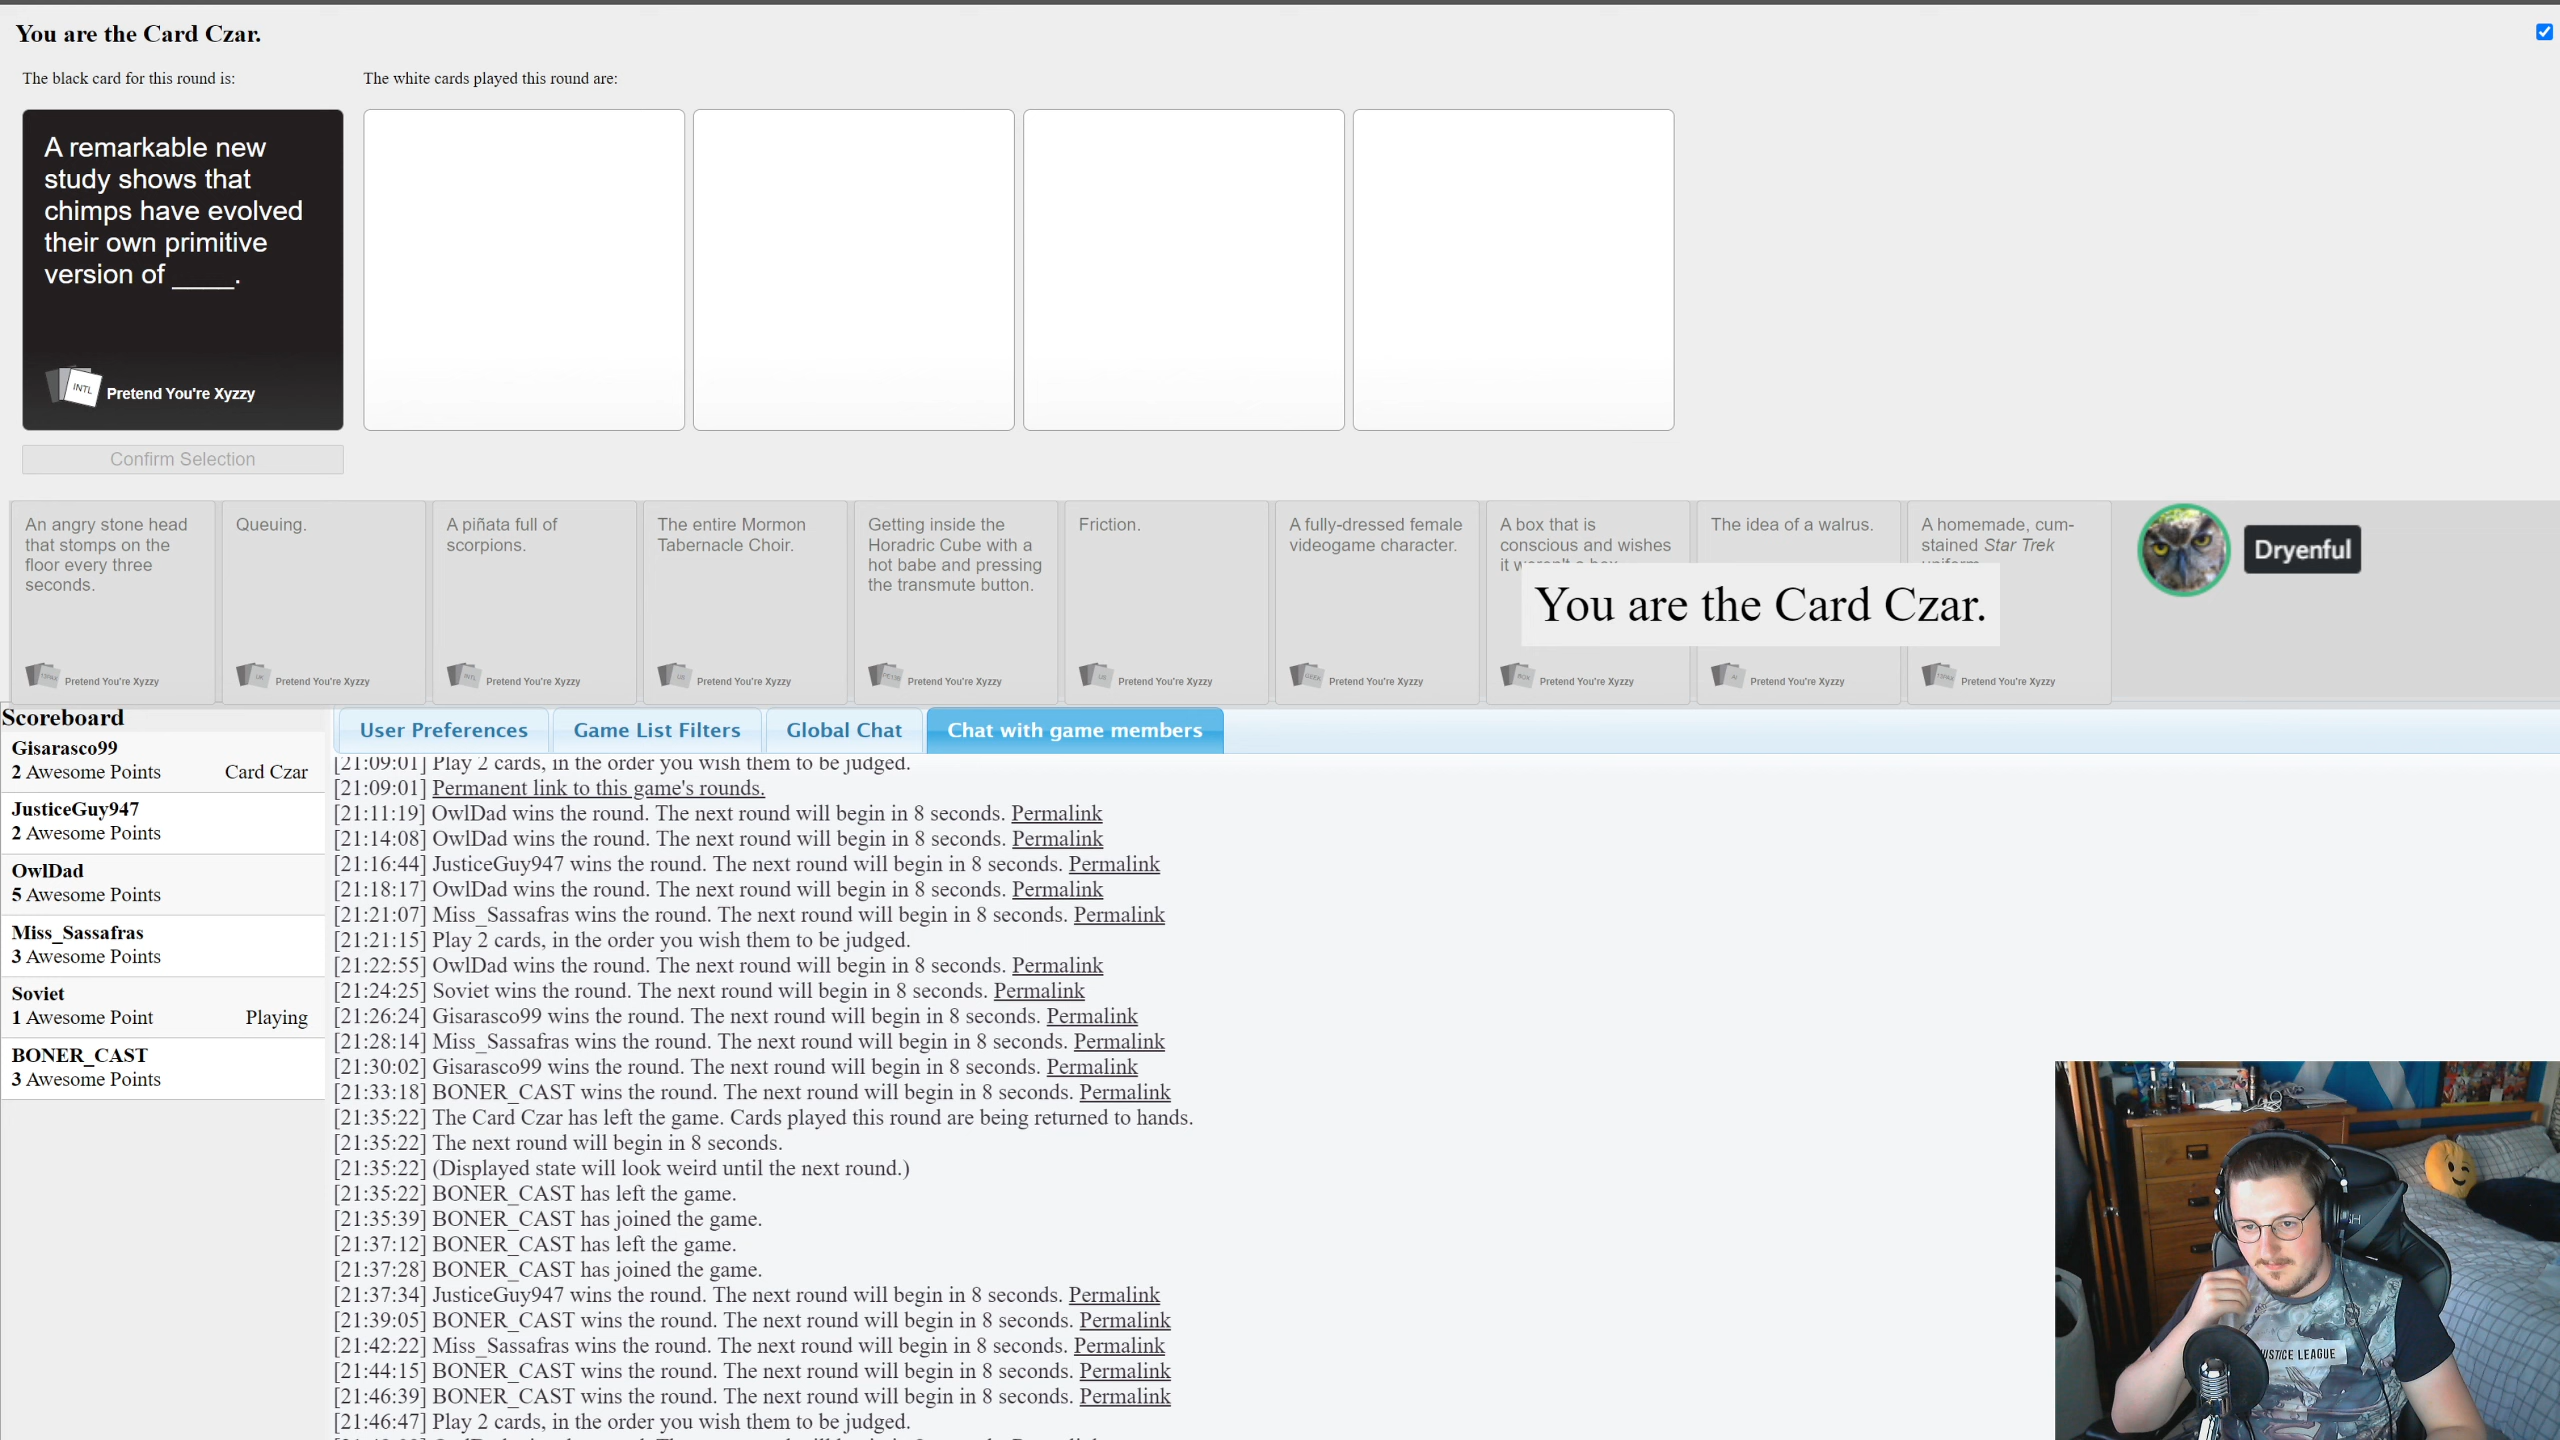 You are the Card Czar.
The black card for this round is:
The white cards played this round are:
A remarkable new
study shows that
chimps have evolved
their own primitive
version of ____.
INTL
Pretend You're Xyzzy
Confirm Selection
An angry stone head
that stomps on the
floor every three
seconds.
Pretend You're Xyzzy
Queuing.
UK
Pretend You're Xyzzy
A piñata full of
scorpions.
INTL
Pretend You're Xyzzy
The entire Mormon
Tabernacle Choir.
US
Pretend You're Xyzzy
Getting inside the
Horadric Cube with a
hot babe and pressing
the transmute button.
Pretend You're Xyzzy
Friction.
US
Pretend You're Xyzzy
A fully-dressed female
videogame character.
GEEK
Pretend You're Xyzzy
A box that is
conscious and wishes
it weren't a box.
BOX
Pretend You're Xyzzy
The idea of a walrus.
Pretend You're Xyzzy
A homemade, cum-
stained Star Trek
uniform.
Pretend You're Xyzzy
Dryenful
You are the Card Czar.
Scoreboard
Gisarasco99
2 Awesome Points Card Czar
JusticeGuy947
2 Awesome Points
OwlDad
5 Awesome Points
Miss_Sassafras
3 Awesome Points
Soviet
1 Awesome Point Playing
BONER_CAST
3 Awesome Points
User Preferences
Game List Filters
Global Chat
Chat with game members
[21:09:01] Play 2 cards, in the order you wish them to be judged.
[21:09:01] Permanent link to this game's rounds.
[21:11:19] OwlDad wins the round. The next round will begin in 8 seconds. Permalink
[21:14:08] OwlDad wins the round. The next round will begin in 8 seconds. Permalink
[21:16:44] JusticeGuy947 wins the round. The next round will begin in 8 seconds. Permalink
[21:18:17] OwlDad wins the round. The next round will begin in 8 seconds. Permalink
[21:21:07] Miss_Sassafras wins the round. The next round will begin in 8 seconds. Permalink
[21:21:15] Play 2 cards, in the order you wish them to be judged.
[21:22:55] OwlDad wins the round. The next round will begin in 8 seconds. Permalink
[21:24:25] Soviet wins the round. The next round will begin in 8 seconds. Permalink
[21:26:24] Gisarasco99 wins the round. The next round will begin in 8 seconds. Permalink
[21:28:14] Miss_Sassafras wins the round. The next round will begin in 8 seconds. Permalink
[21:30:02] Gisarasco99 wins the round. The next round will begin in 8 seconds. Permalink
[21:33:18] BONER_CAST wins the round. The next round will begin in 8 seconds. Permalink
[21:35:22] The Card Czar has left the game. Cards played this round are being returned to hands.
[21:35:22] The next round will begin in 8 seconds.
[21:35:22] (Displayed state will look weird until the next round.)
[21:35:22] BONER_CAST has left the game.
[21:35:39] BONER_CAST has joined the game.
[21:37:12] BONER_CAST has left the game.
[21:37:28] BONER_CAST has joined the game.
[21:37:34] JusticeGuy947 wins the round. The next round will begin in 8 seconds. Permalink
[21:39:05] BONER_CAST wins the round. The next round will begin in 8 seconds. Permalink
[21:42:22] Miss_Sassafras wins the round. The next round will begin in 8 seconds. Permalink
[21:44:15] BONER_CAST wins the round. The next round will begin in 8 seconds. Permalink
[21:46:39] BONER_CAST wins the round. The next round will begin in 8 seconds. Permalink
[21:46:47] Play 2 cards, in the order you wish them to be judged.
JUSTICE LEAGUE